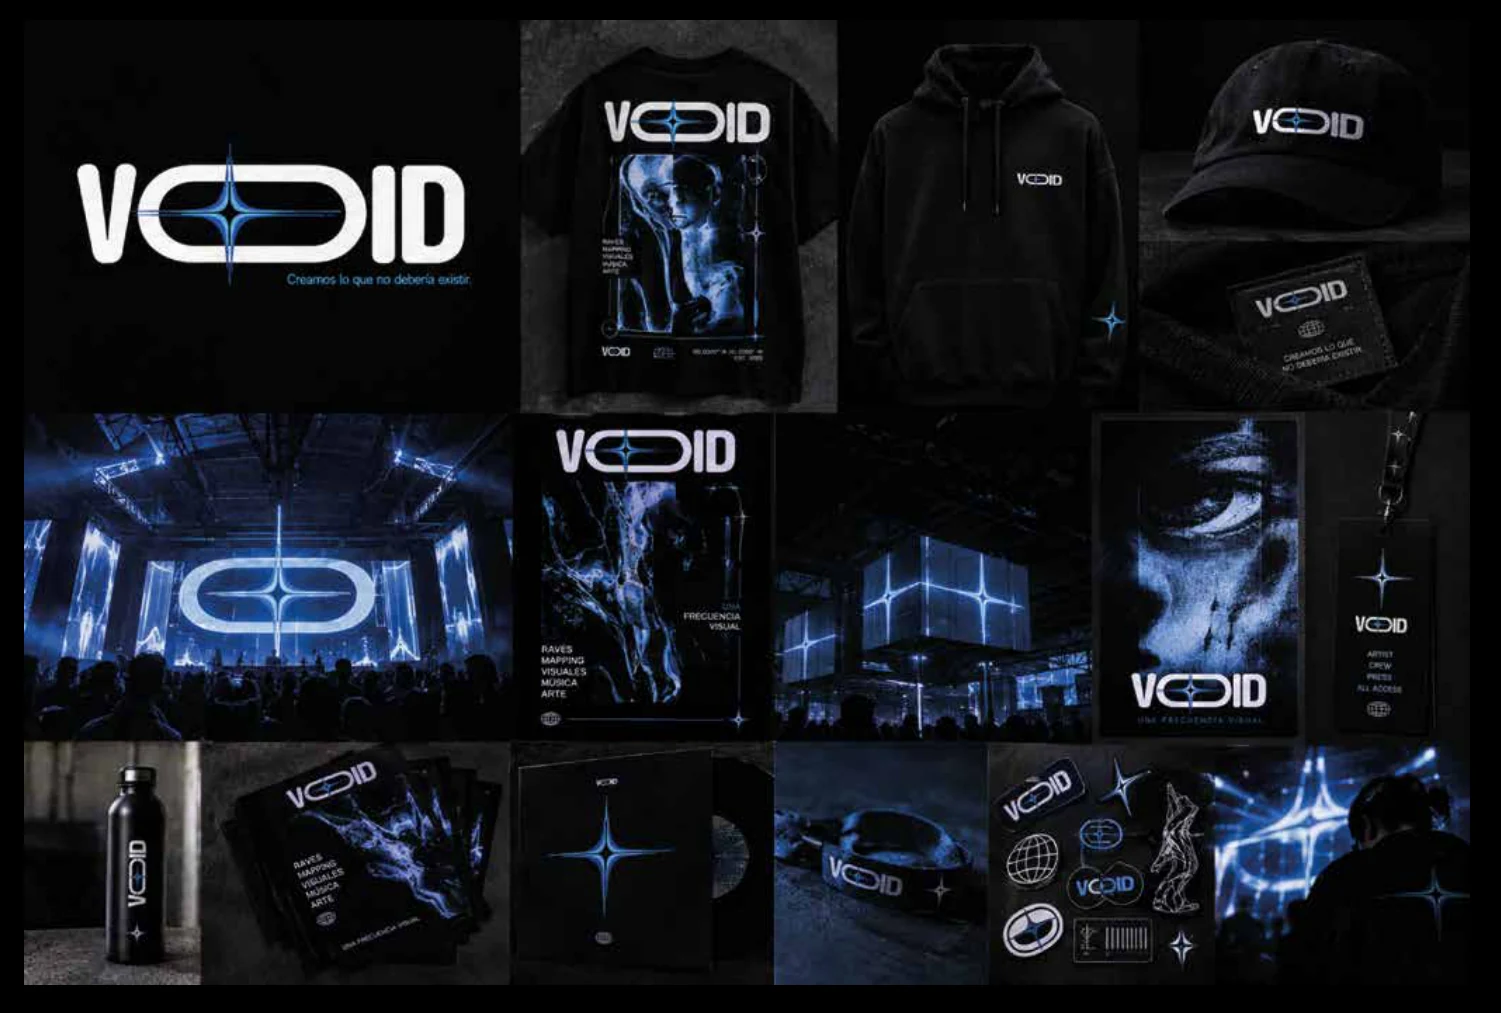 VOID
Creamos lo que no debería existir.
VOID
RAVES
MAPPING
VISUALES
MÚSICA
ARTE
VOID
VOID
VOID
VOID
CREAMOS LO QUE
NO DEBERÍA EXISTIR
VOID
UNA
FRECUENCIA
VISUAL
RAVES
MAPPING
VISUALES
MÚSICA
ARTE
VOID
UNA FRECUENCIA VISUAL
VOID
ARTIST
CREW
PRESS
ALL ACCESS
VOID
VOID
RAVES
MAPPING
VISUALES
MÚSICA
ARTE
UNA FRECUENCIA VISUAL
VOID
VOID
VOID
VOID